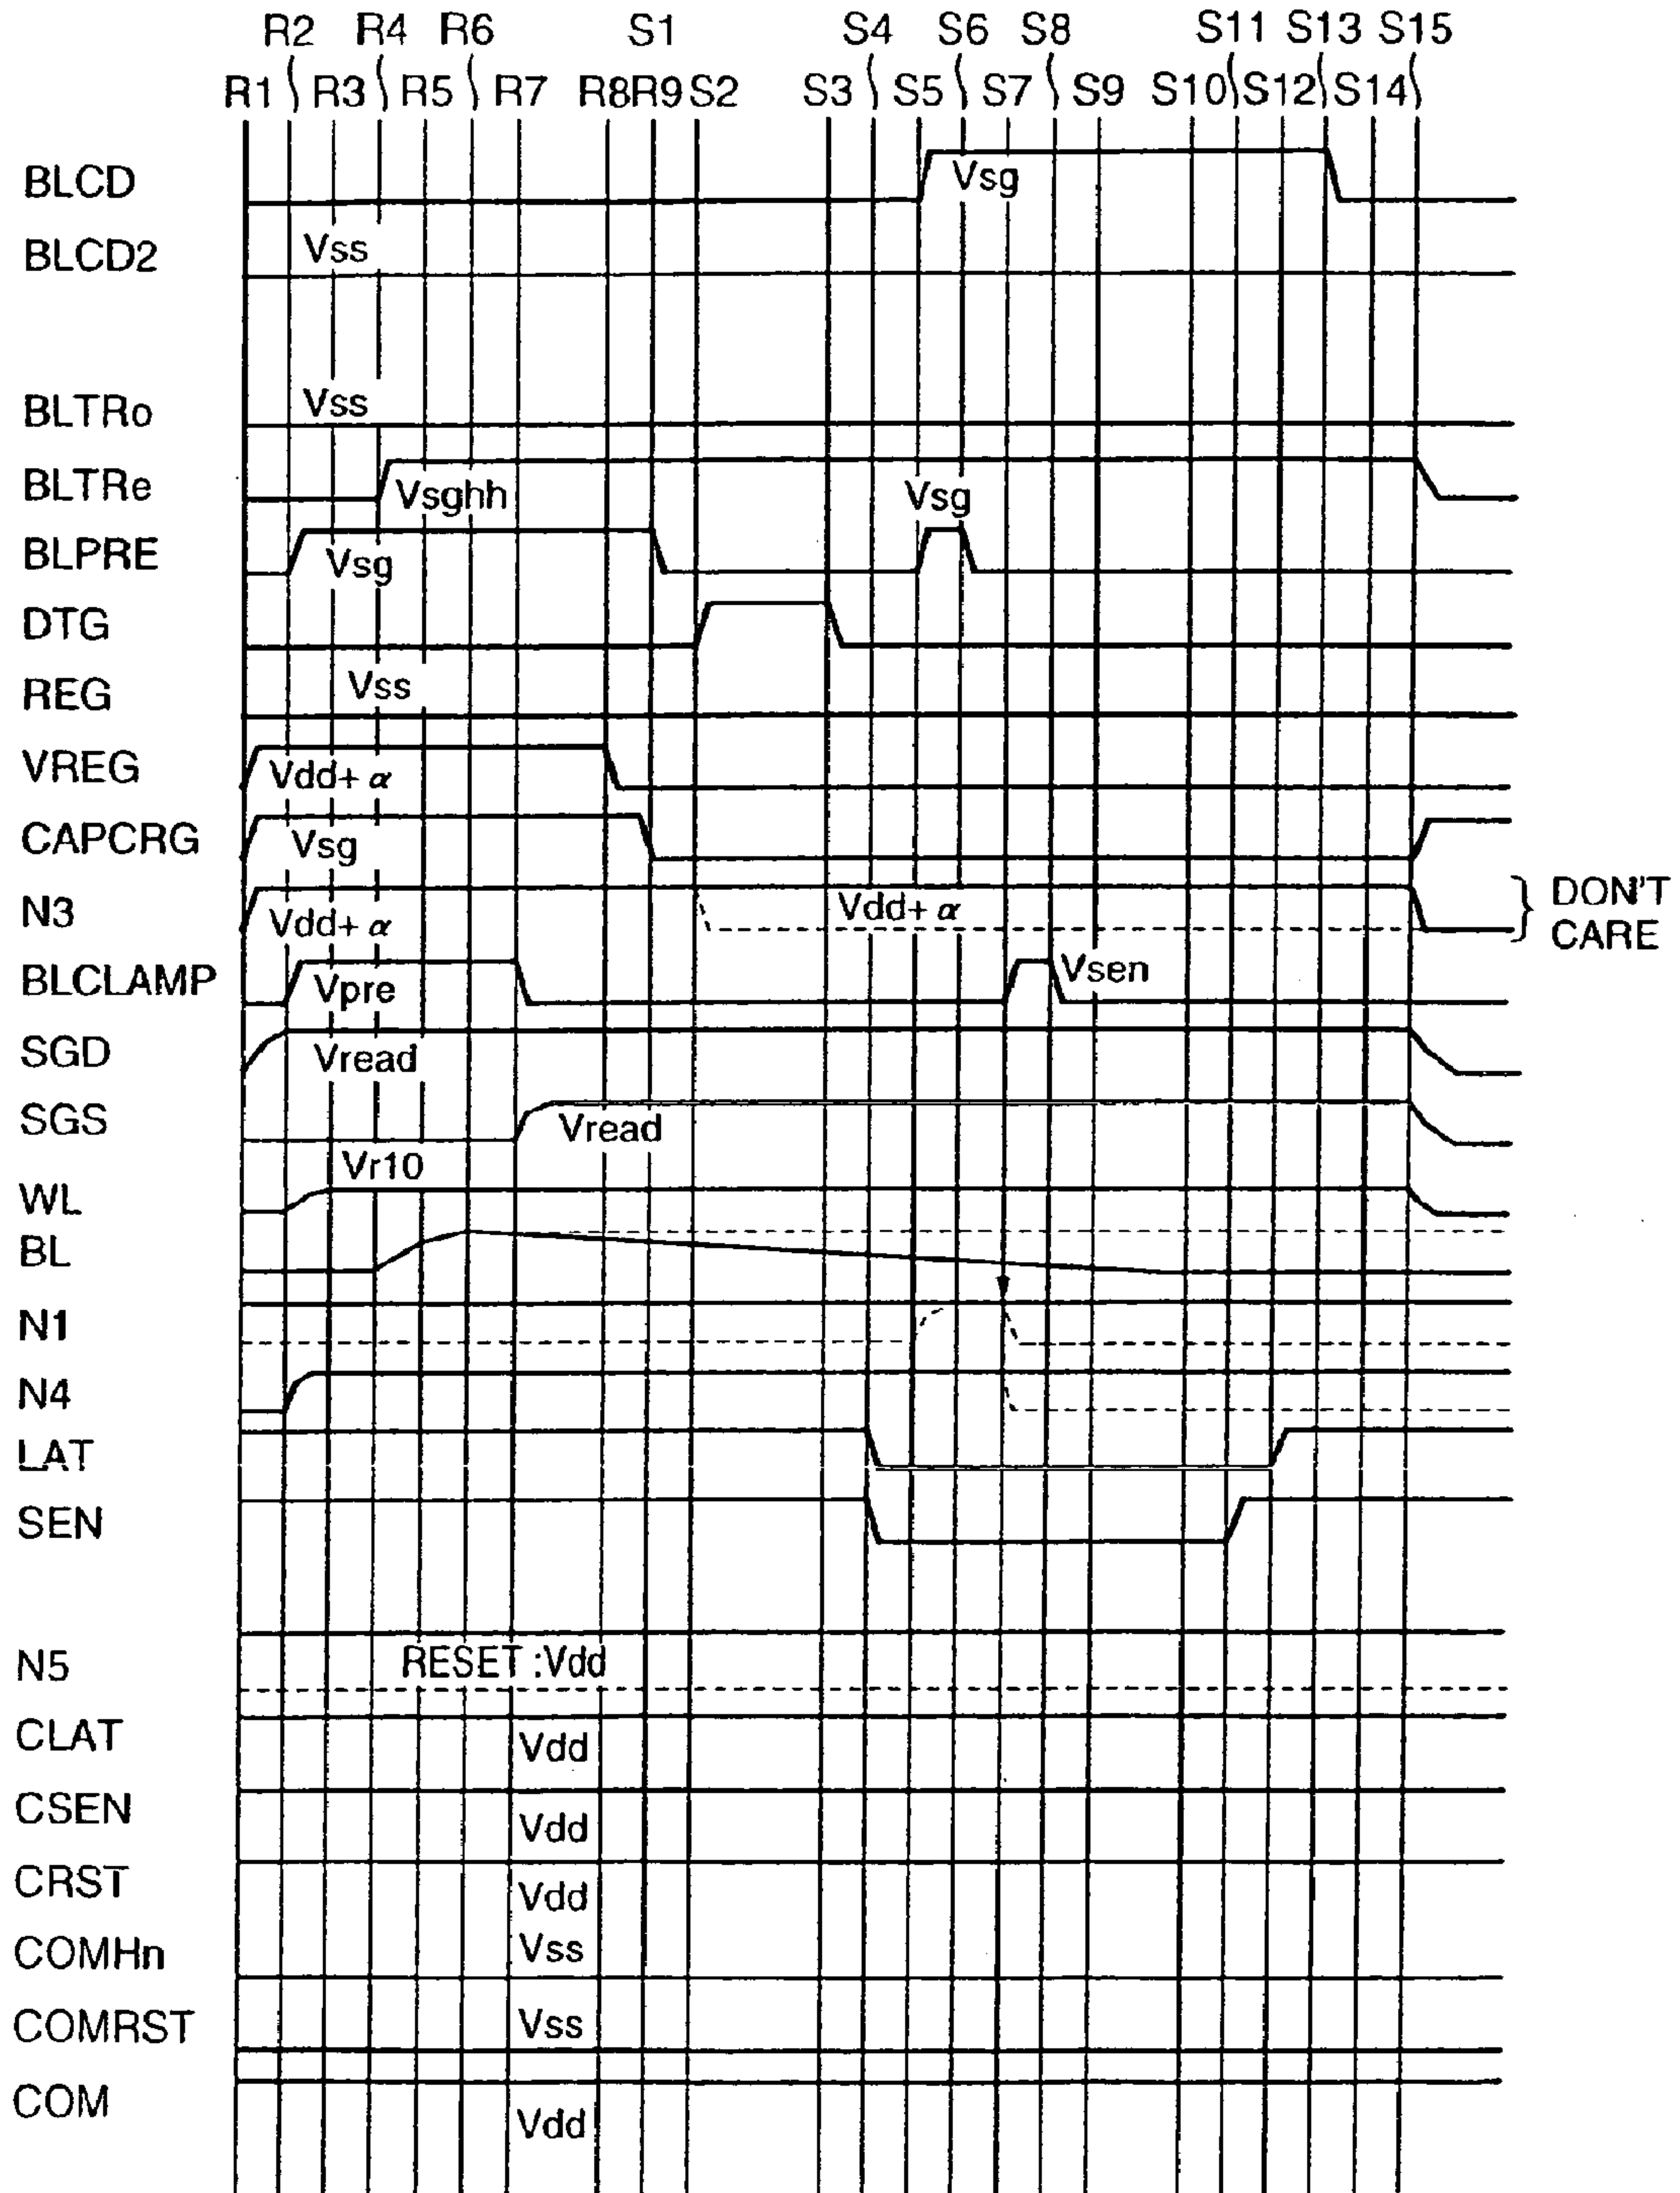 R2 R4 R6 S1 S4 S6 S8 S11 S13 S15
R1 R3 R5 R7 R8R9S2 S3 S5 S7 S9 S10 S12 S14
BLCD Vsg
BLCD2 Vss
BLTRo Vss
BLTRe Vsghh Vsg
BLPRE Vsg
DTG
REG Vss
VREG Vdd+α
CAPCRG Vsg
N3 Vdd+α Vdd+α DON'T
CARE
BLCLAMP Vpre Vsen
SGD Vread
SGS Vread
WL Vr10
BL
N1
N4
LAT
SEN
N5 RESET :Vdd
CLAT Vdd
CSEN Vdd
CRST Vdd
COMHn Vss
COMRST Vss
COM Vdd